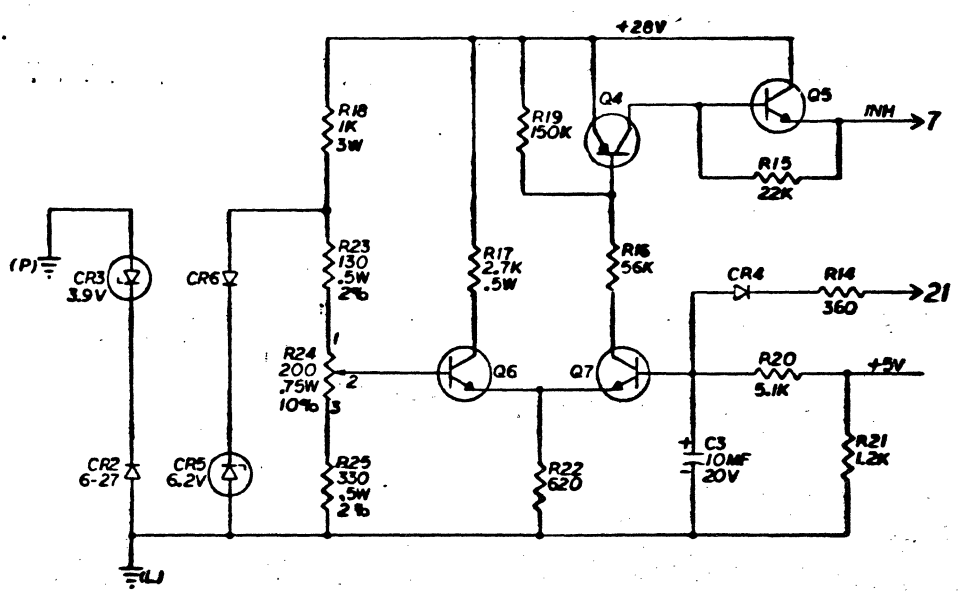 +28V
R18
1K
3W
R19
150K
Q4
Q5
INH
7
R15
22K
(P)
CR3
3.9V
CR6
R23
130
.5W
2%
R17
2.7K
.5W
R16
56K
CR4
R14
360
21
1
R24
200
.75W
10%
2
3
Q6
Q7
R20
5.1K
+5V
CR2
6-27
CR5
6.2V
R25
330
.5W
2%
R22
620
+
C3
10MF
20V
-
R21
1.2K
(L)